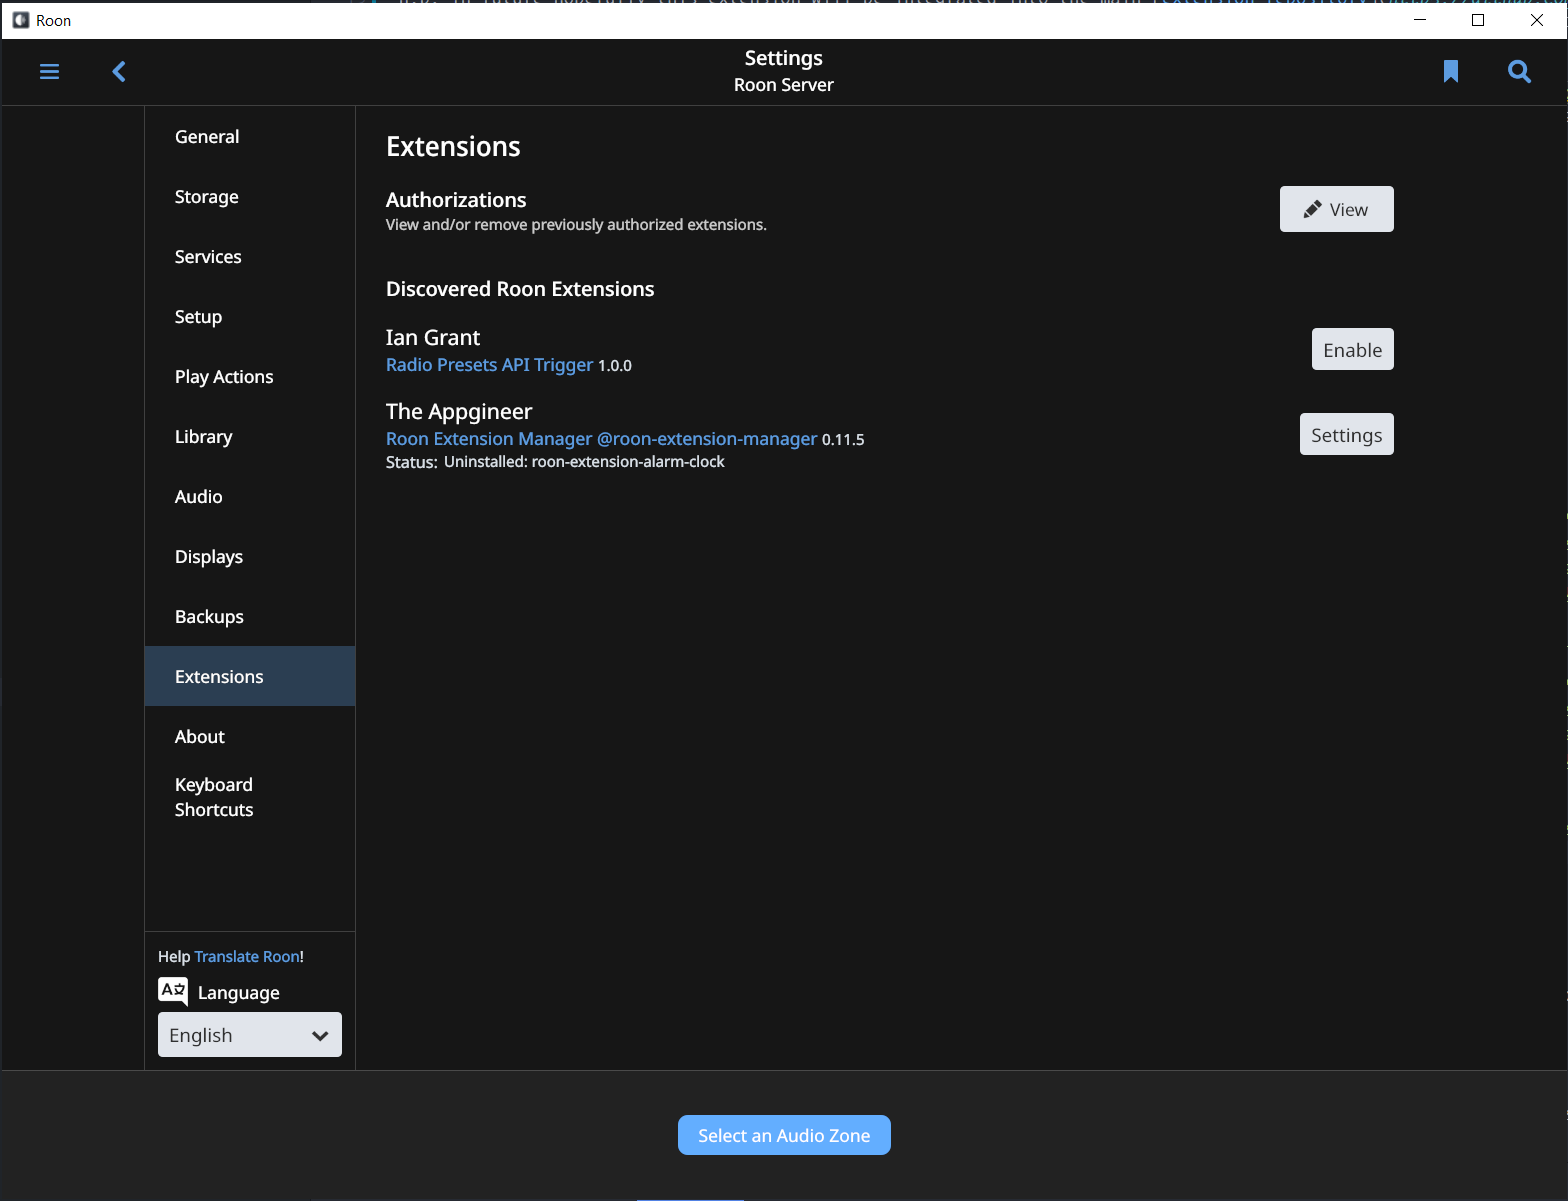 Roon
Settings
Roon Server
General
Storage
Services
Setup
Play Actions
Library
Audio
Displays
Backups
Extensions
About
Keyboard
Shortcuts
Help Translate Roon!
Language
English
Extensions
Authorizations
View and/or remove previously authorized extensions.
View
Discovered Roon Extensions
Ian Grant
Radio Presets API Trigger 1.0.0
Enable
The Appgineer
Roon Extension Manager @roon-extension-manager 0.11.5
Status: Uninstalled: roon-extension-alarm-clock
Settings
Select an Audio Zone